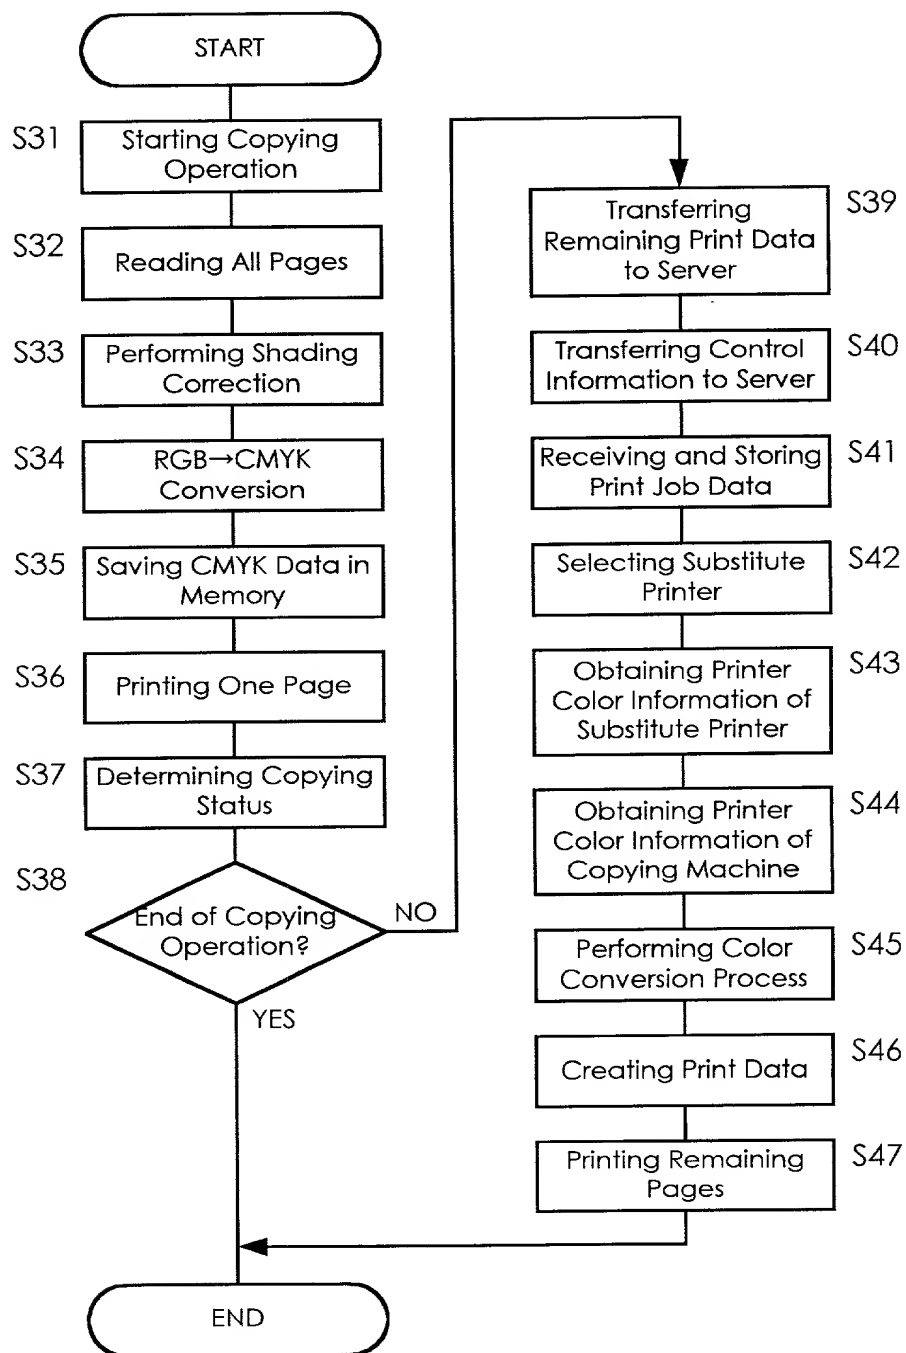 START
S31
Starting Copying
Operation
S32
Reading All Pages
S33
Performing Shading
Correction
S34
RGB→CMYK
Conversion
S35
Saving CMYK Data in
Memory
S36
Printing One Page
S37
Determining Copying
Status
S38
End of Copying
Operation?
NO
YES
S39
Transferring
Remaining Print Data
to Server
S40
Transferring Control
Information to Server
S41
Receiving and Storing
Print Job Data
S42
Selecting Substitute
Printer
S43
Obtaining Printer
Color Information of
Substitute Printer
S44
Obtaining Printer
Color Information of
Copying Machine
S45
Performing Color
Conversion Process
S46
Creating Print Data
S47
Printing Remaining
Pages
END